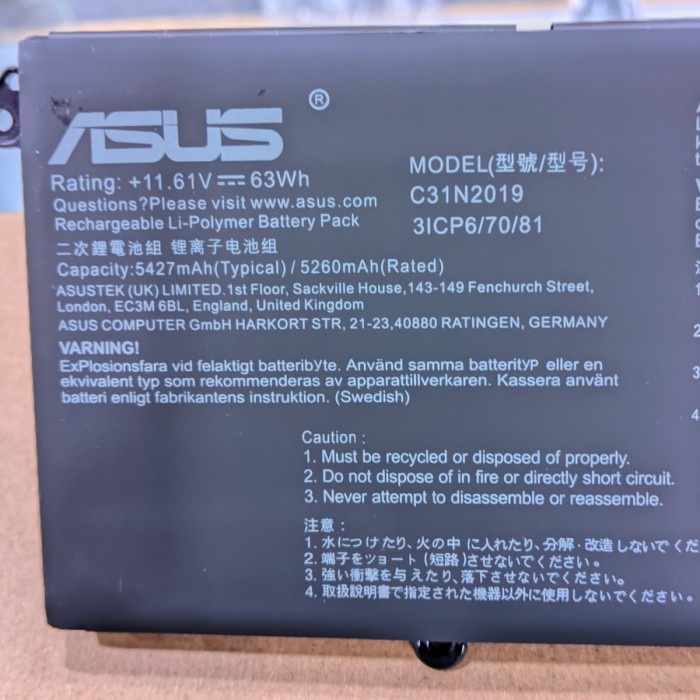 ASUS ®
Rating: +11.61V ⎓ 63Wh
Questions?Please visit www.asus.com
Rechargeable Li-Polymer Battery Pack
二次鋰電池組 锂离子电池组
Capacity:5427mAh(Typical) / 5260mAh(Rated)
ASUSTEK (UK) LIMITED.1st Floor, Sackville House,143-149 Fenchurch Street,
London, EC3M 6BL, England, United Kingdom
ASUS COMPUTER GmbH HARKORT STR, 21-23,40880 RATINGEN, GERMANY
MODEL(型號/型号):
C31N2019
3ICP6/70/81
VARNING!
ExPlosionsfara vid felaktigt batteribyte. Använd samma batterityP eller en
ekvivalent typ som rekommenderas av apparattillverkaren. Kassera använt
batteri enligt fabrikantens instruktion. (Swedish)
Caution :
1. Must be recycled or disposed of properly.
2. Do not dispose of in fire or directly short circuit.
3. Never attempt to disassemble or reassemble.
注意 :
1. 水につけたり、火の中 に入れたり、分解・改造しないでくだ
2. 端子をツョート (短路)させないでください。
3. 強い衝撃を与 えたり、落下させないでください。
4. 取扱説明書で指定された機器以外に使用しないでください。
2
3
4